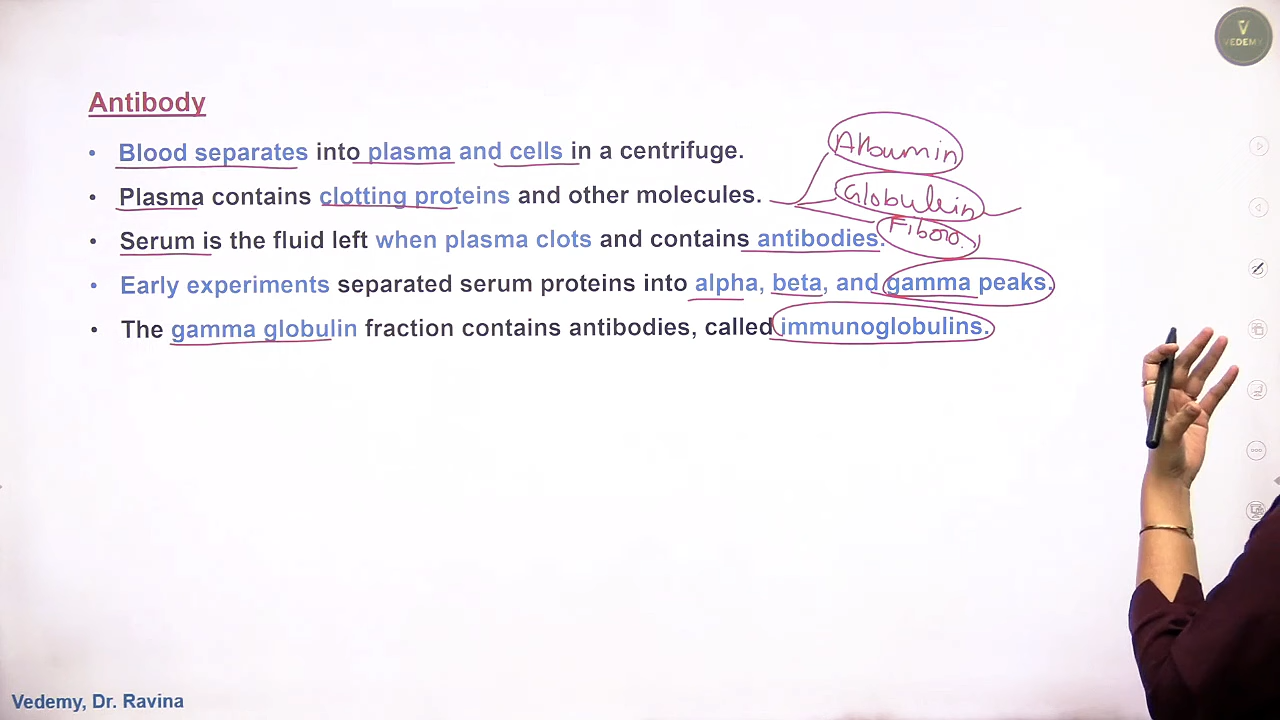 VEDEMY
Antibody
• Blood separates into plasma and cells in a centrifuge.
Albumin
• Plasma contains clotting proteins and other molecules.
Globulin
• Serum is the fluid left when plasma clots and contains antibodies.
• Early experiments separated serum proteins into alpha, beta, and gamma peaks.
• The gamma globulin fraction contains antibodies, called immunoglobulins.
Vedemy, Dr. Ravina